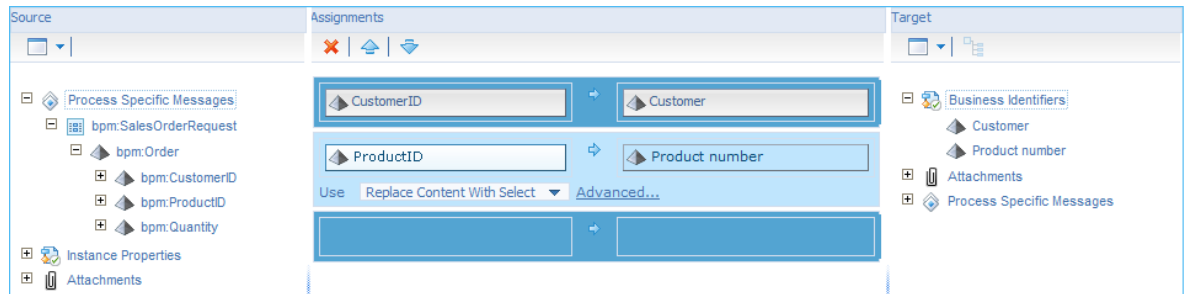 Source
Assignments
Target
Process Specific Messages
bpm:SalesOrderRequest
bpm:Order
bpm:CustomerID
bpm:ProductID
bpm:Quantity
Instance Properties
Attachments
CustomerID
Customer
ProductID
Product number
Use Replace Content With Select Advanced...
Business Identifiers
Customer
Product number
Attachments
Process Specific Messages